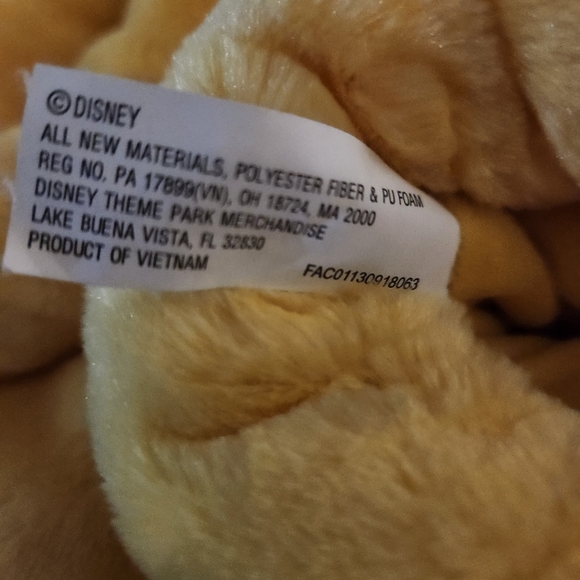 ©DISNEY
ALL NEW MATERIALS, POLYESTER FIBER & PU FOAM
REG NO. PA 17899(VN), OH 18724, MA 2000
DISNEY THEME PARK MERCHANDISE
LAKE BUENA VISTA, FL 32830
PRODUCT OF VIETNAM
FAC01130918063